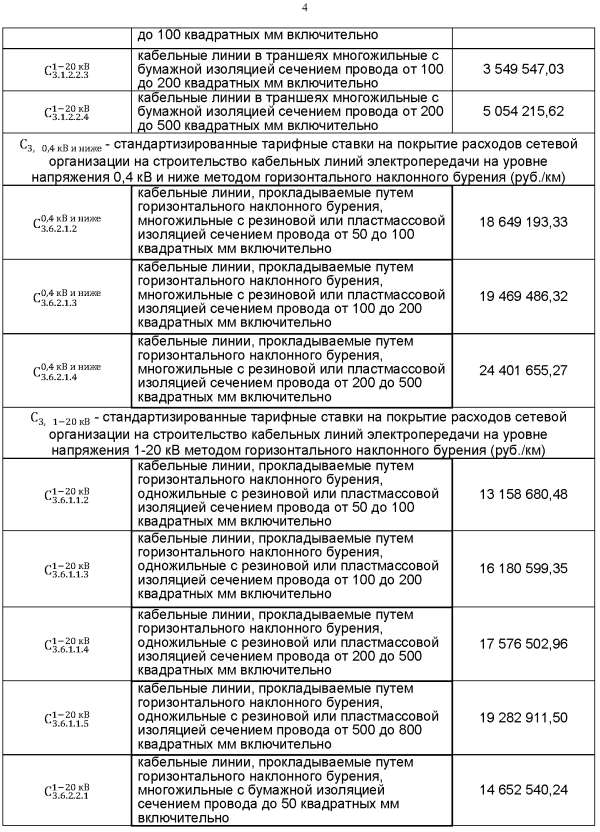 4
до 100 квадратных мм включительно
С 1−20 кВ 3.1.2.2.3
кабельные линии в траншеях многожильные с
бумажной изоляцией сечением провода от 100
до 200 квадратных мм включительно
3 549 547,03
С 1−20 кВ 3.1.2.2.4
кабельные линии в траншеях многожильные с
бумажной изоляцией сечением провода от 200
до 500 квадратных мм включительно
5 054 215,62
С3, 0,4 кВ и ниже - стандартизированные тарифные ставки на покрытие расходов сетевой
организации на строительство кабельных линий электропередачи на уровне
напряжения 0,4 кВ и ниже методом горизонтального наклонного бурения (руб./км)
С 0,4 кВ и ниже 3.6.2.1.2
кабельные линии, прокладываемые путем
горизонтального наклонного бурения,
многожильные с резиновой или пластмассовой
изоляцией сечением провода от 50 до 100
квадратных мм включительно
18 649 193,33
С 0,4 кВ и ниже 3.6.2.1.3
кабельные линии, прокладываемые путем
горизонтального наклонного бурения,
многожильные с резиновой или пластмассовой
изоляцией сечением провода от 100 до 200
квадратных мм включительно
19 469 486,32
С 0,4 кВ и ниже 3.6.2.1.4
кабельные линии, прокладываемые путем
горизонтального наклонного бурения,
многожильные с резиновой или пластмассовой
изоляцией сечением провода от 200 до 500
квадратных мм включительно
24 401 655,27
С3, 1−20 кВ - стандартизированные тарифные ставки на покрытие расходов сетевой
организации на строительство кабельных линий электропередачи на уровне
напряжения 1-20 кВ методом горизонтального наклонного бурения (руб./км)
С 1−20 кВ 3.6.1.1.2
кабельные линии, прокладываемые путем
горизонтального наклонного бурения,
одножильные с резиновой или пластмассовой
изоляцией сечением провода от 50 до 100
квадратных мм включительно
13 158 680,48
С 1−20 кВ 3.6.1.1.3
кабельные линии, прокладываемые путем
горизонтального наклонного бурения,
одножильные с резиновой или пластмассовой
изоляцией сечением провода от 100 до 200
квадратных мм включительно
16 180 599,35
С 1−20 кВ 3.6.1.1.4
кабельные линии, прокладываемые путем
горизонтального наклонного бурения,
одножильные с резиновой или пластмассовой
изоляцией сечением провода от 200 до 500
квадратных мм включительно
17 576 502,96
С 1−20 кВ 3.6.1.1.5
кабельные линии, прокладываемые путем
горизонтального наклонного бурения,
одножильные с резиновой или пластмассовой
изоляцией сечением провода от 500 до 800
квадратных мм включительно
19 282 911,50
С 1−20 кВ 3.6.2.2.1
кабельные линии, прокладываемые путем
горизонтального наклонного бурения,
многожильные с бумажной изоляцией
сечением провода до 50 квадратных мм
включительно
14 652 540,24